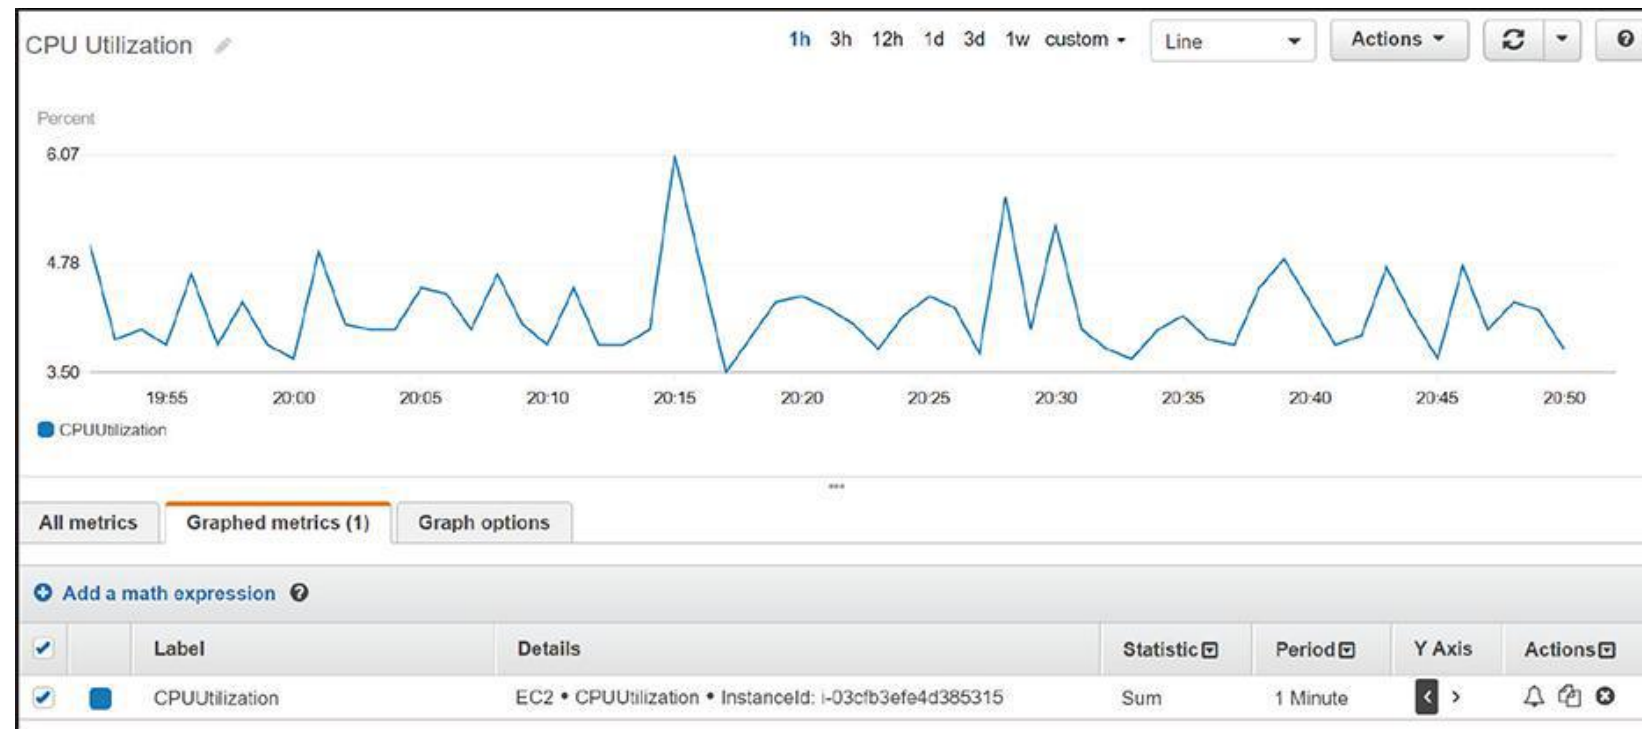 CPU Utilization 1h 3h 12h 1d 3d 1w custom Line Actions
Percent
6.07
4.78
3.50
19:55 20:00 20:05 20:10 20:15 20:20 20:25 20:30 20:35 20:40 20:45 20:50
CPUUtilization
All metrics Graphed metrics (1) Graph options
Add a math expression
Label Details Statistic Period Y Axis Actions
CPUUtilization EC2 • CPUUtilization • InstanceId: i-03cfb3efe4d385315 Sum 1 Minute